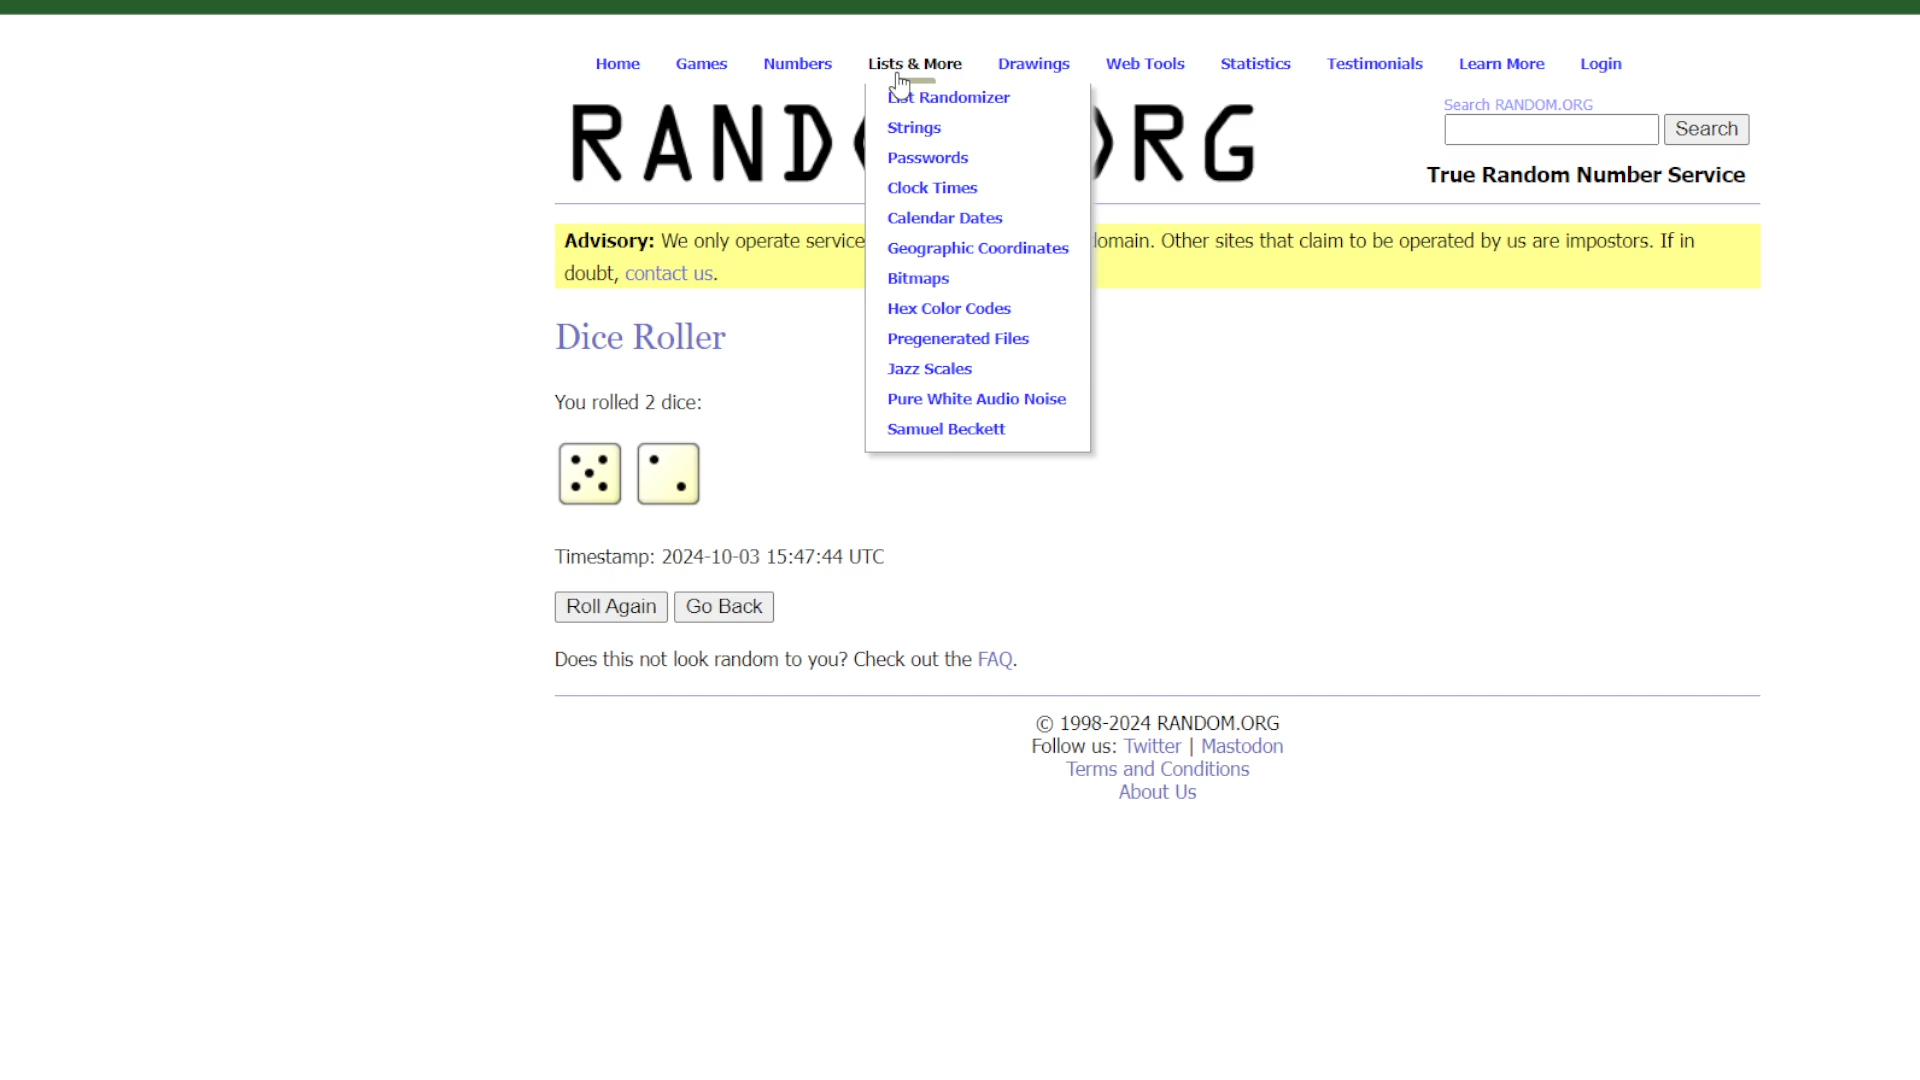 Home Games Numbers Lists & More Drawings Web Tools Statistics Testimonials Learn More Login
List Randomizer
Strings
Passwords
Clock Times
Calendar Dates
Geographic Coordinates
Bitmaps
Hex Color Codes
Pregenerated Files
Jazz Scales
Pure White Audio Noise
Samuel Beckett
RAND RG
Search RANDOM.ORG
Search
True Random Number Service
Advisory: We only operate service domain. Other sites that claim to be operated by us are impostors. If in
doubt, contact us.
Dice Roller
You rolled 2 dice:
Timestamp: 2024-10-03 15:47:44 UTC
Roll Again Go Back
Does this not look random to you? Check out the FAQ.
© 1998-2024 RANDOM.ORG
Follow us: Twitter | Mastodon
Terms and Conditions
About Us